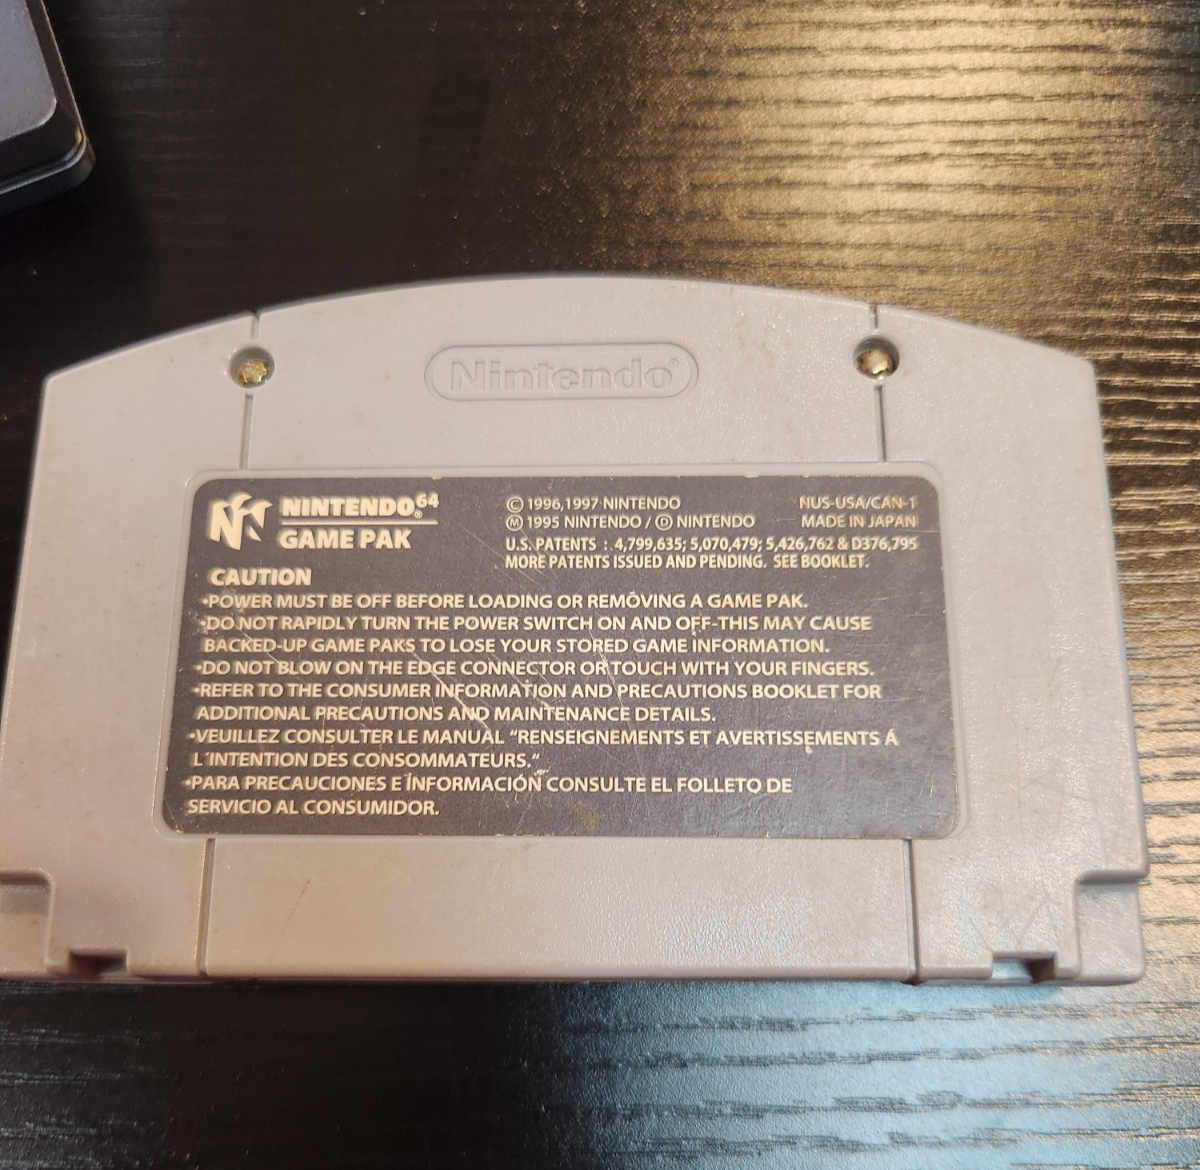 Nintendo®
NINTENDO64®
GAME PAK
© 1996,1997 NINTENDO
Ⓜ 1995 NINTENDO / Ⓓ NINTENDO
NUS-USA/CAN-1
MADE IN JAPAN
U.S. PATENTS : 4,799,635; 5,070,479; 5,426,762 & D376,795
MORE PATENTS ISSUED AND PENDING. SEE BOOKLET.
CAUTION
•POWER MUST BE OFF BEFORE LOADING OR REMOVING A GAME PAK.
•DO NOT RAPIDLY TURN THE POWER SWITCH ON AND OFF-THIS MAY CAUSE
BACKED-UP GAME PAKS TO LOSE YOUR STORED GAME INFORMATION.
•DO NOT BLOW ON THE EDGE CONNECTOR OR TOUCH WITH YOUR FINGERS.
•REFER TO THE CONSUMER INFORMATION AND PRECAUTIONS BOOKLET FOR
ADDITIONAL PRECAUTIONS AND MAINTENANCE DETAILS.
•VEUILLEZ CONSULTER LE MANUAL "RENSEIGNEMENTS ET AVERTISSEMENTS Á
L'INTENTION DES CONSOMMATEURS."
•PARA PRECAUCIONES E INFORMACIÓN CONSULTE EL FOLLETO DE
SERVICIO AL CONSUMIDOR.